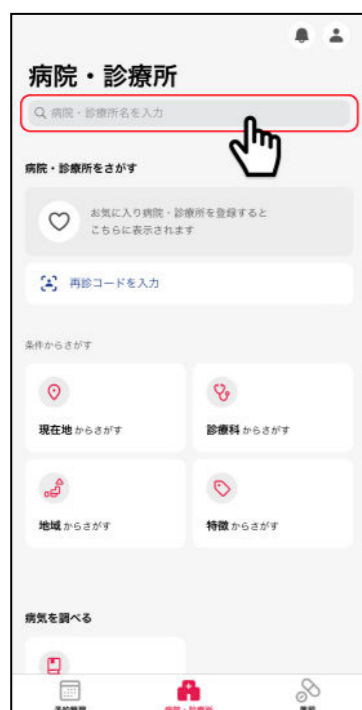 病院・診療所
病院・診療所名を入力
病院・診療所をさがす
お気に入り病院・診療所を登録すると
こちらに表示されます
再診コードを入力
条件からさがす
現在地 からさがす
診療科 からさがす
地域 からさがす
特徴 からさがす
病気を調べる
病院・診療所